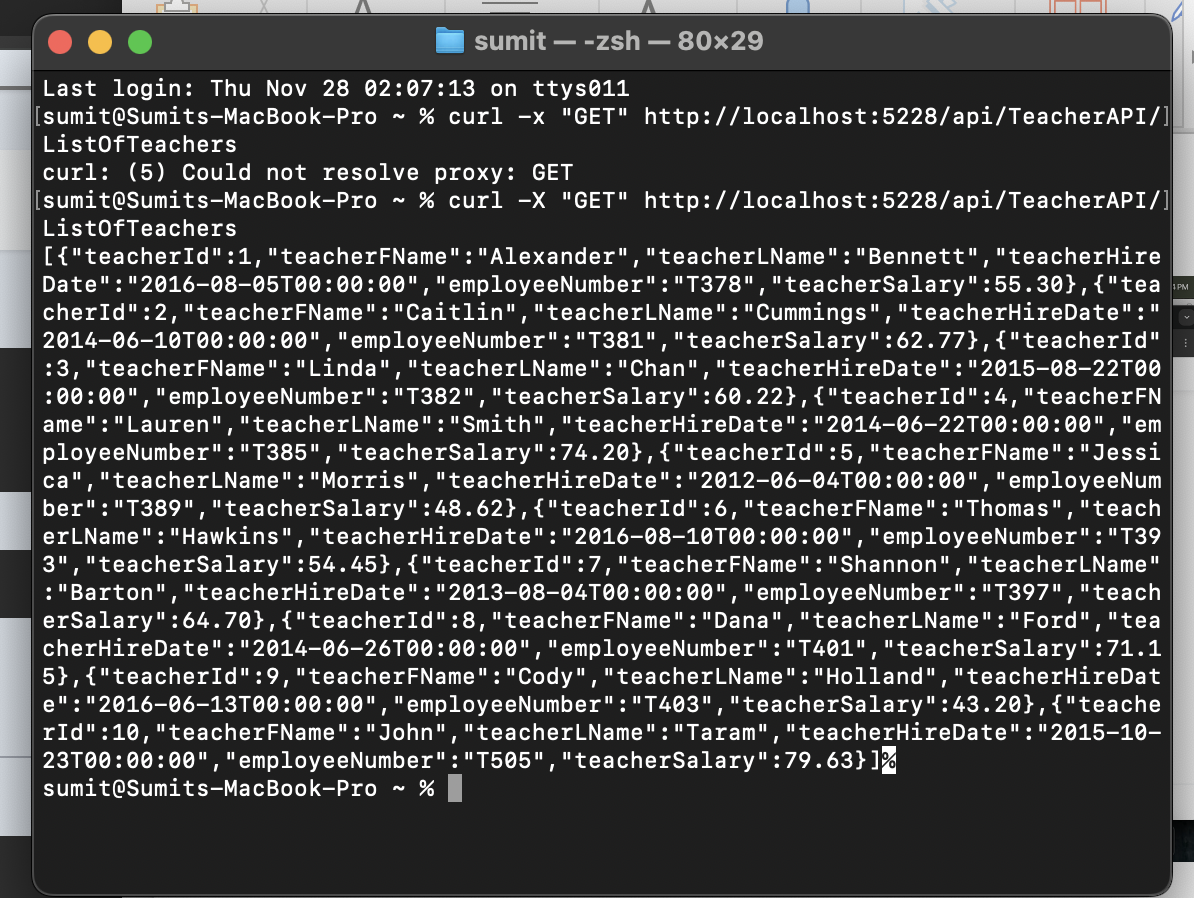 sumit — -zsh — 80×29
Last login: Thu Nov 28 02:07:13 on ttys011
[sumit@Sumits-MacBook-Pro ~ % curl -x "GET" http://localhost:5228/api/TeacherAPI/]
ListOfTeachers
curl: (5) Could not resolve proxy: GET
[sumit@Sumits-MacBook-Pro ~ % curl -X "GET" http://localhost:5228/api/TeacherAPI/]
ListOfTeachers
[{"teacherId":1,"teacherFName":"Alexander","teacherLName":"Bennett","teacherHire
Date":"2016-08-05T00:00:00","employeeNumber":"T378","teacherSalary":55.30},{"tea
cherId":2,"teacherFName":"Caitlin","teacherLName":"Cummings","teacherHireDate":"
2014-06-10T00:00:00","employeeNumber":"T381","teacherSalary":62.77},{"teacherId"
:3,"teacherFName":"Linda","teacherLName":"Chan","teacherHireDate":"2015-08-22T00
:00:00","employeeNumber":"T382","teacherSalary":60.22},{"teacherId":4,"teacherFN
ame":"Lauren","teacherLName":"Smith","teacherHireDate":"2014-06-22T00:00:00","em
ployeeNumber":"T385","teacherSalary":74.20},{"teacherId":5,"teacherFName":"Jessi
ca","teacherLName":"Morris","teacherHireDate":"2012-06-04T00:00:00","employeeNum
ber":"T389","teacherSalary":48.62},{"teacherId":6,"teacherFName":"Thomas","teach
erLName":"Hawkins","teacherHireDate":"2016-08-10T00:00:00","employeeNumber":"T39
3","teacherSalary":54.45},{"teacherId":7,"teacherFName":"Shannon","teacherLName"
:"Barton","teacherHireDate":"2013-08-04T00:00:00","employeeNumber":"T397","teach
erSalary":64.70},{"teacherId":8,"teacherFName":"Dana","teacherLName":"Ford","tea
cherHireDate":"2014-06-26T00:00:00","employeeNumber":"T401","teacherSalary":71.1
5},{"teacherId":9,"teacherFName":"Cody","teacherLName":"Holland","teacherHireDat
e":"2016-06-13T00:00:00","employeeNumber":"T403","teacherSalary":43.20},{"teache
rId":10,"teacherFName":"John","teacherLName":"Taram","teacherHireDate":"2015-10-
23T00:00:00","employeeNumber":"T505","teacherSalary":79.63}]%
sumit@Sumits-MacBook-Pro ~ %